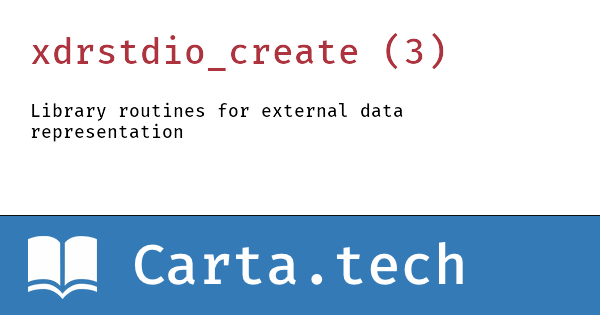 xdrstdio_create (3)
Library routines for external data
representation
Carta.tech